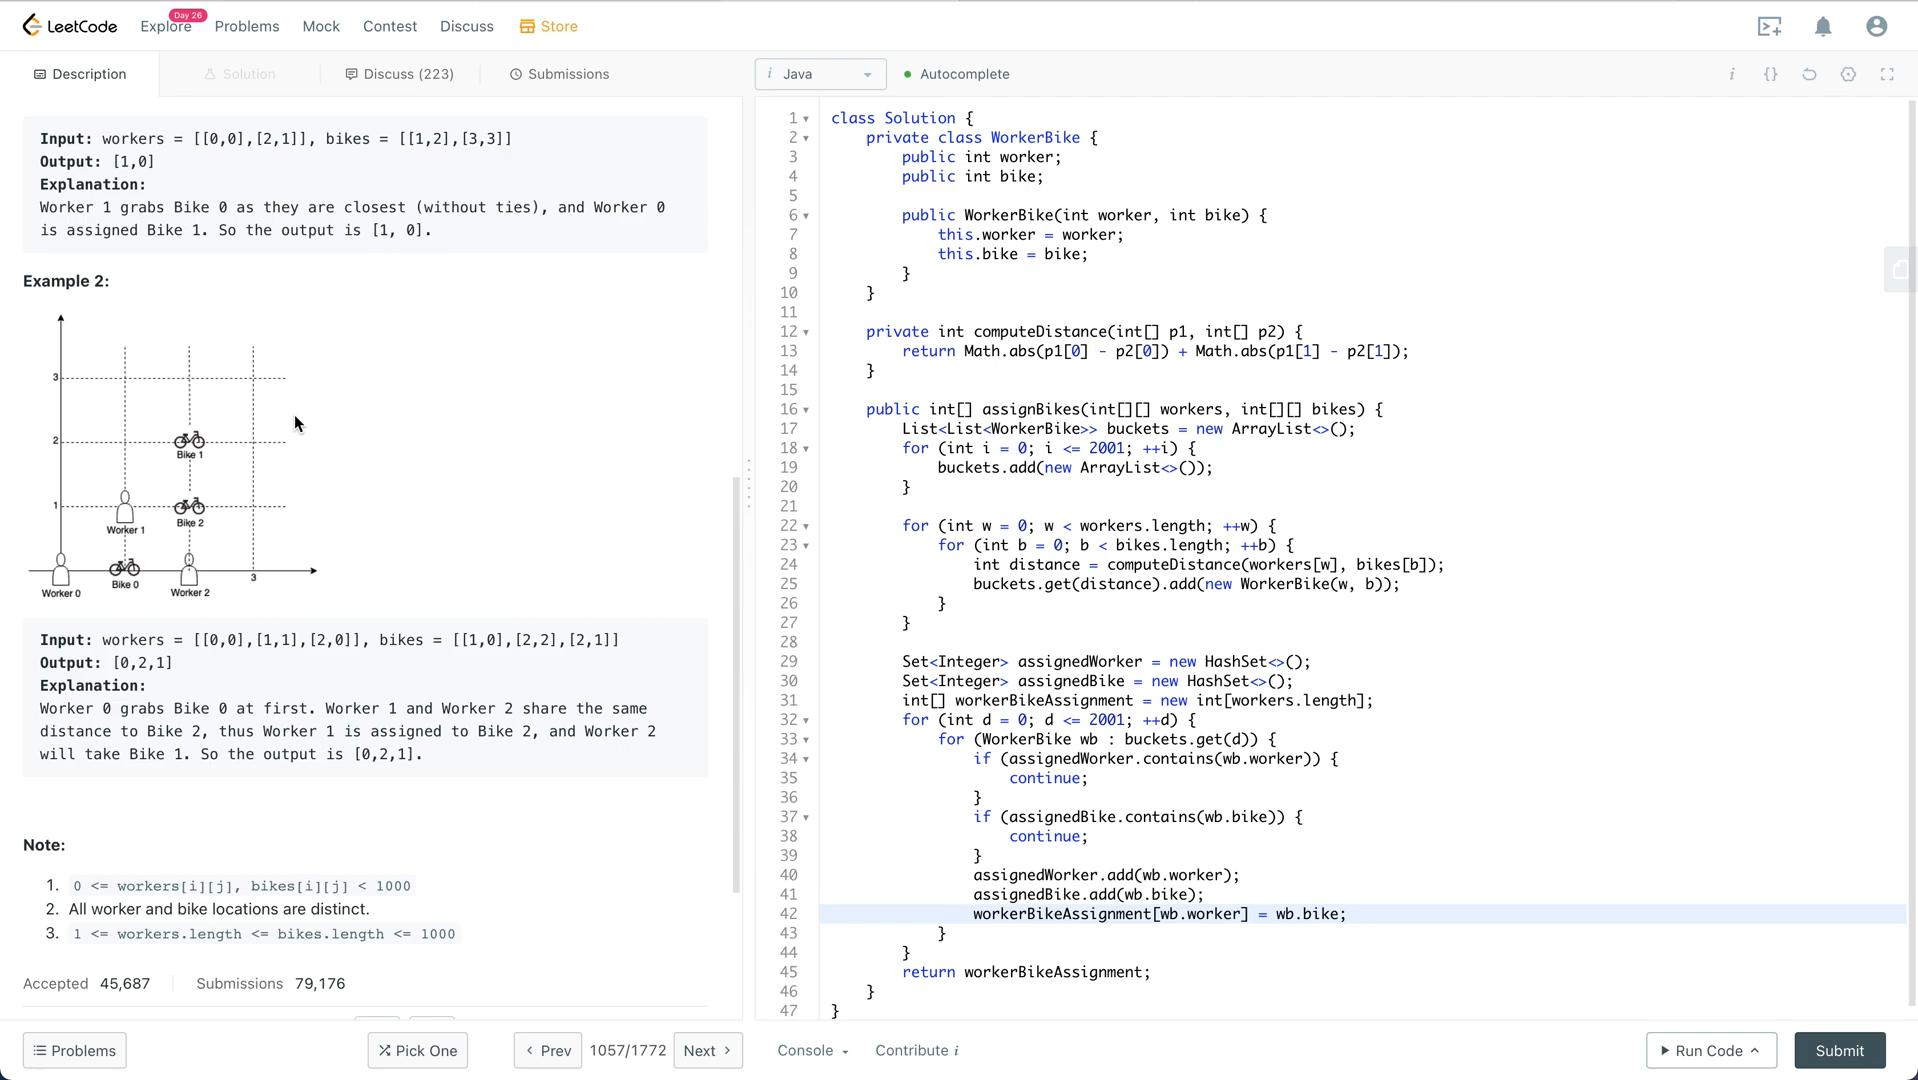 LeetCode
Explore
Day 26
Problems
Mock
Contest
Discuss
Store
Description
Solution
Discuss (223)
Submissions
i Java
Autocomplete
Input: workers = [[0,0],[2,1]], bikes = [[1,2],[3,3]]
Output: [1,0]
Explanation:
Worker 1 grabs Bike 0 as they are closest (without ties), and Worker 0
is assigned Bike 1. So the output is [1, 0].
Example 2:
3
2
Bike 1
1
Worker 1
Bike 2
Worker 0
Bike 0
Worker 2
3
Input: workers = [[0,0],[1,1],[2,0]], bikes = [[1,0],[2,2],[2,1]]
Output: [0,2,1]
Explanation:
Worker 0 grabs Bike 0 at first. Worker 1 and Worker 2 share the same
distance to Bike 2, thus Worker 1 is assigned to Bike 2, and Worker 2
will take Bike 1. So the output is [0,2,1].
Note:
1. 0 <= workers[i][j], bikes[i][j] < 1000
2. All worker and bike locations are distinct.
3. 1 <= workers.length <= bikes.length <= 1000
Accepted 45,687
Submissions 79,176
Problems
Pick One
Prev
1057/1772
Next
i {}
1 class Solution {
2 private class WorkerBike {
3 public int worker;
4 public int bike;
5
6 public WorkerBike(int worker, int bike) {
7 this.worker = worker;
8 this.bike = bike;
9 }
10 }
11
12 private int computeDistance(int[] p1, int[] p2) {
13 return Math.abs(p1[0] - p2[0]) + Math.abs(p1[1] - p2[1]);
14 }
15
16 public int[] assignBikes(int[][] workers, int[][] bikes) {
17 List<List<WorkerBike>> buckets = new ArrayList<>();
18 for (int i = 0; i <= 2001; ++i) {
19 buckets.add(new ArrayList<>());
20 }
21
22 for (int w = 0; w < workers.length; ++w) {
23 for (int b = 0; b < bikes.length; ++b) {
24 int distance = computeDistance(workers[w], bikes[b]);
25 buckets.get(distance).add(new WorkerBike(w, b));
26 }
27 }
28
29 Set<Integer> assignedWorker = new HashSet<>();
30 Set<Integer> assignedBike = new HashSet<>();
31 int[] workerBikeAssignment = new int[workers.length];
32 for (int d = 0; d <= 2001; ++d) {
33 for (WorkerBike wb : buckets.get(d)) {
34 if (assignedWorker.contains(wb.worker)) {
35 continue;
36 }
37 if (assignedBike.contains(wb.bike)) {
38 continue;
39 }
40 assignedWorker.add(wb.worker);
41 assignedBike.add(wb.bike);
42 workerBikeAssignment[wb.worker] = wb.bike;
43 }
44 }
45 return workerBikeAssignment;
46 }
47 }
Console
Contribute i
Run Code
Submit